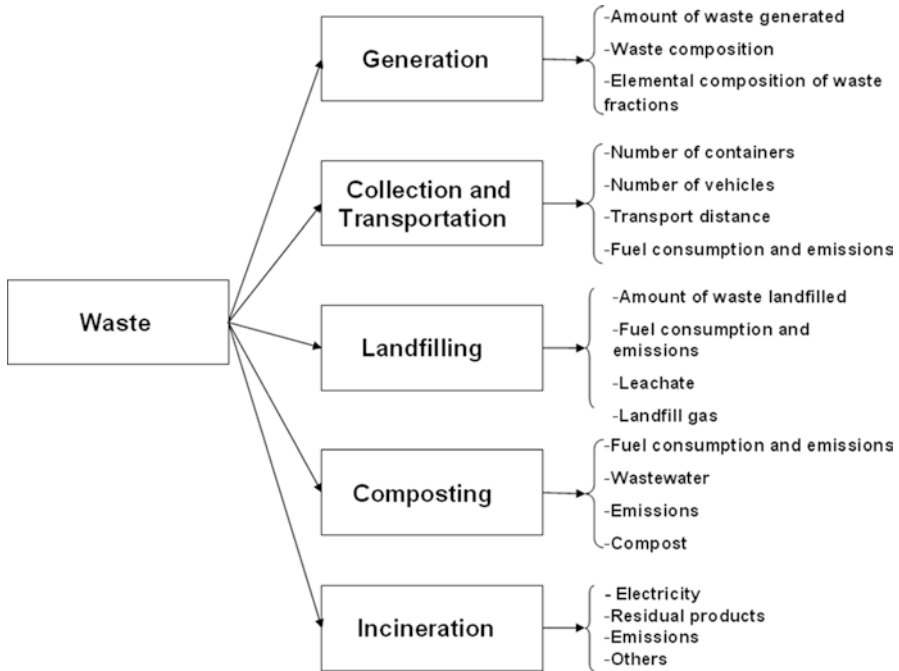 Waste
Generation
-Amount of waste generated
-Waste composition
-Elemental composition of waste
fractions
Collection and
Transportation
-Number of containers
-Number of vehicles
-Transport distance
-Fuel consumption and emissions
Landfilling
-Amount of waste landfilled
-Fuel consumption and
emissions
-Leachate
-Landfill gas
Composting
-Fuel consumption and emissions
-Wastewater
-Emissions
-Compost
Incineration
- Electricity
-Residual products
-Emissions
-Others